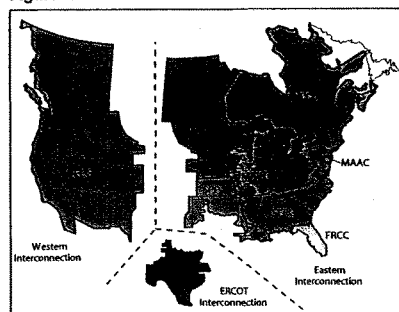 MAAC
FRCC
Western
Interconnection
Eastern
Interconnection
ERCOT
Interconnection